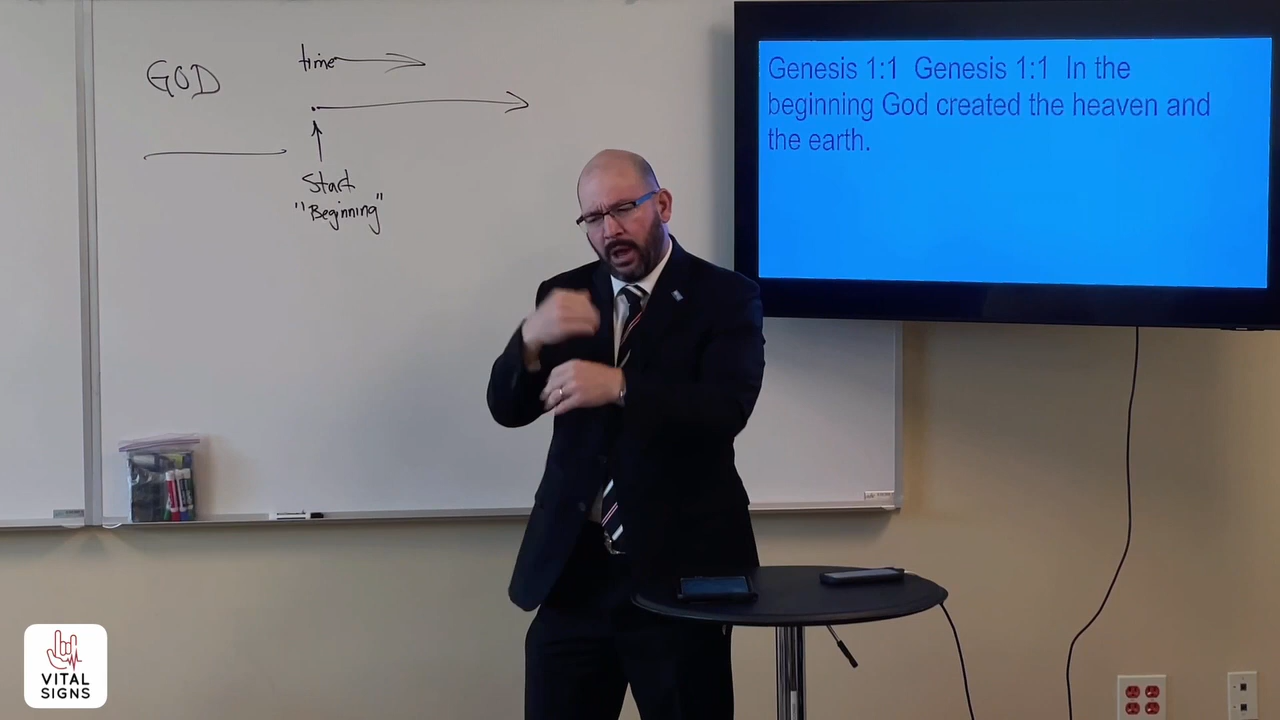 GOD
time
Start
"Beginning"
Genesis 1:1 Genesis 1:1 In the
beginning God created the heaven and
the earth.
VITAL
SIGNS